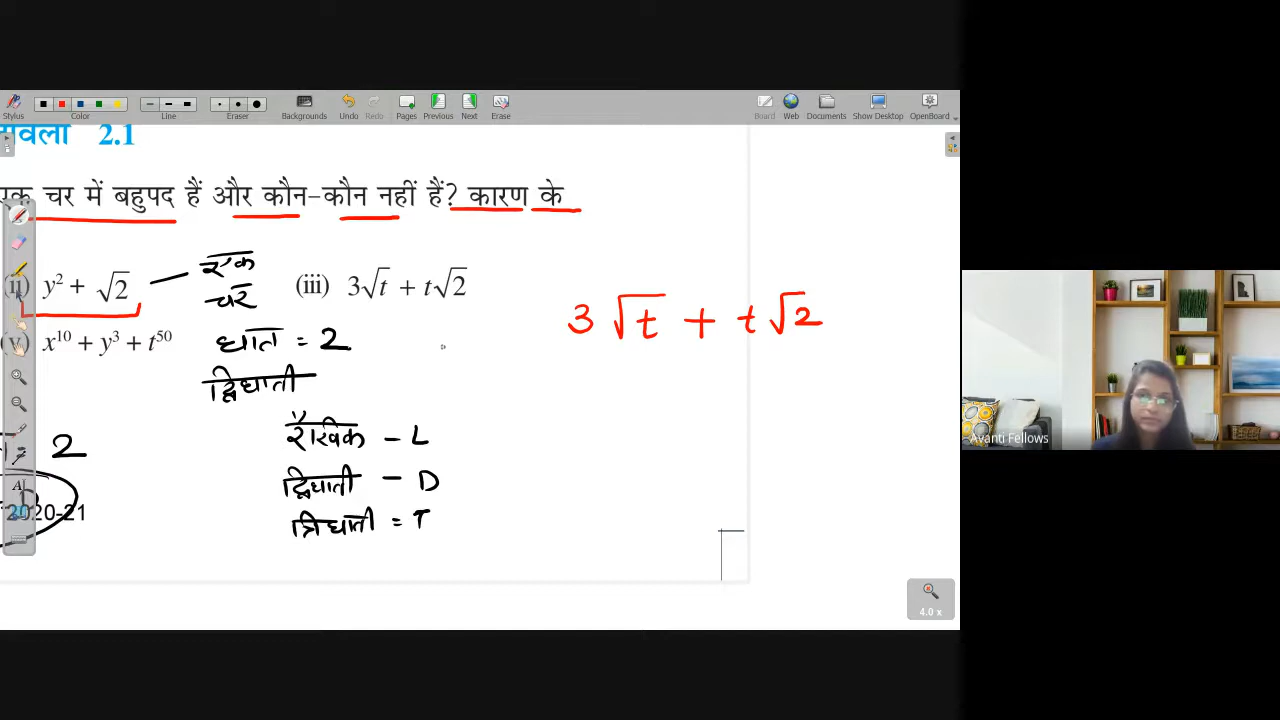 Stylus Color Line Eraser Backgrounds Undo Redo Pages Previous Next Erase Board Web Documents Show Desktop OpenBoard
2.1
चर में बहुपद हैं और कौन-कौन नहीं हैं? कारण के
(ii) y² + √2 — एक चर
(iii) 3√t + t√2
3 √t + t √2
(v) x¹⁰ + y³ + t⁵⁰
घात = 2
द्विघाती
रैखिक - L
2
द्विघाती - D
त्रिघाती = T
2020-21
Avanti Fellows
4.0 x